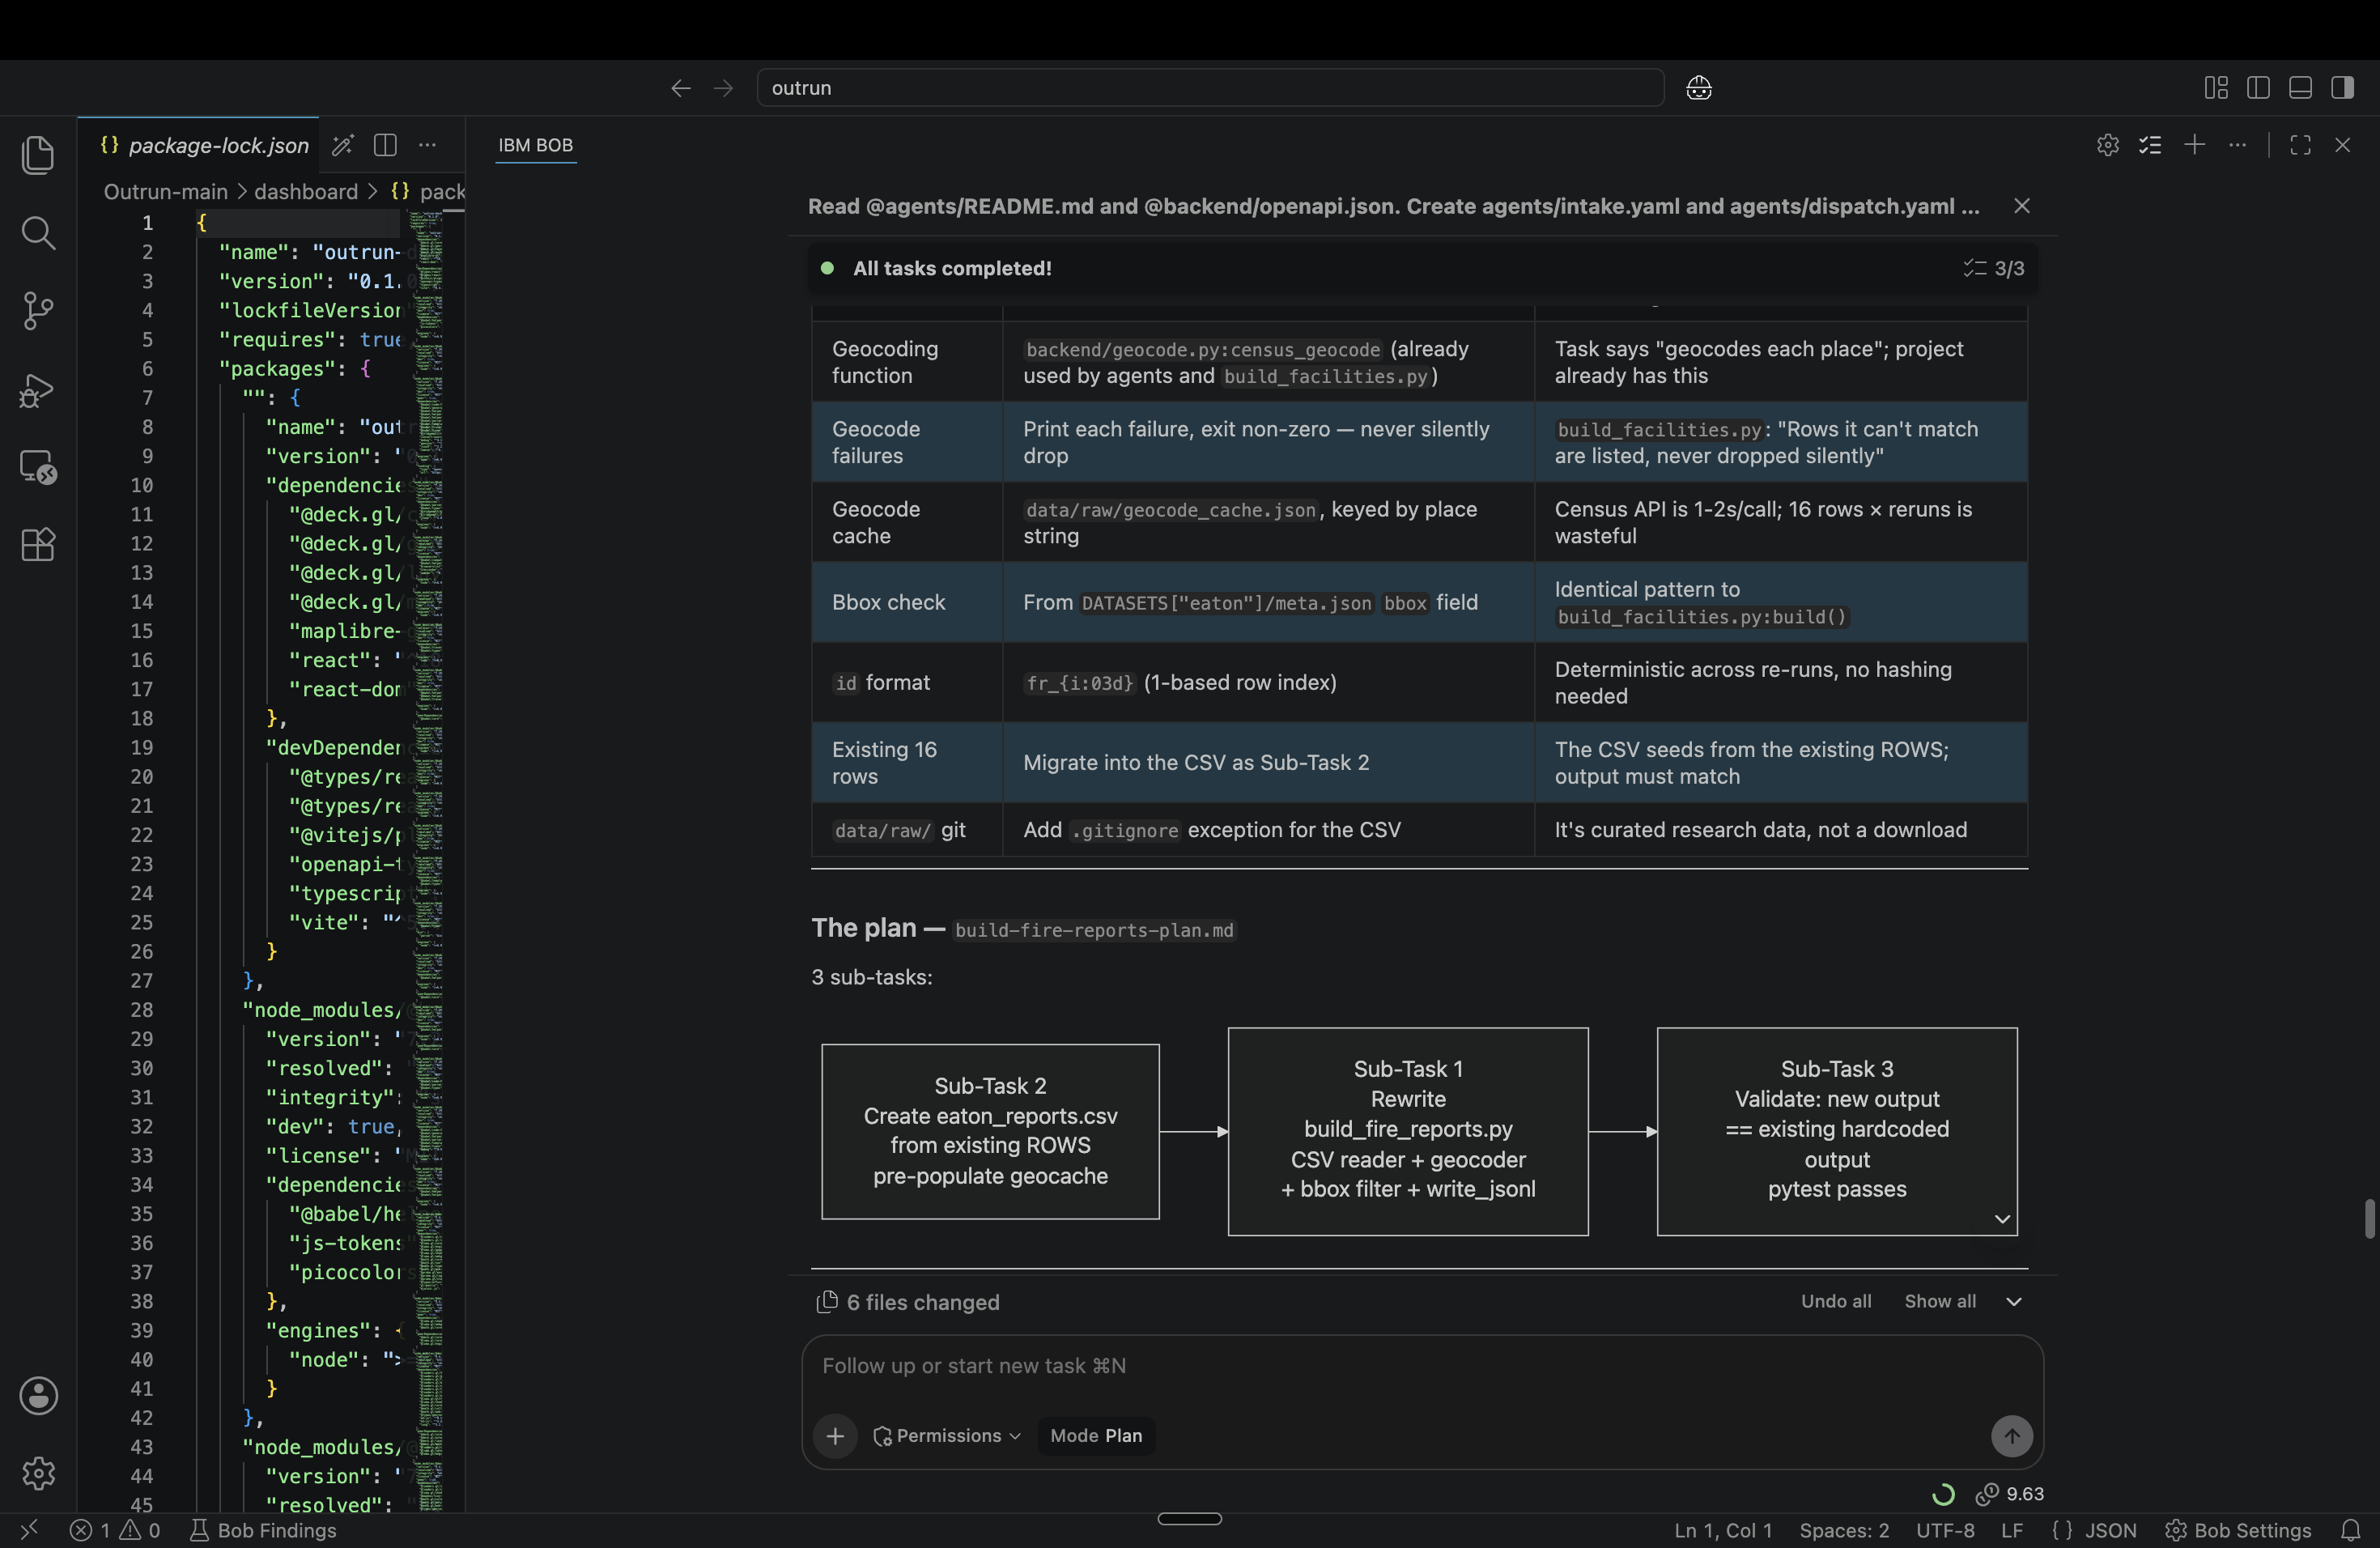 outrun
{} package-lock.json
IBM BOB
Outrun-main > dashboard > {} pack
1 {
2 "name": "outrun-
3 "version": "0.1.
4 "lockfileVersion
5 "requires": true
6 "packages": {
7 "": {
8 "name": "out
9 "version": "
10 "dependencie
11 "@deck.gl/
12 "@deck.gl/
13 "@deck.gl/
14 "@deck.gl/
15 "maplibre-
16 "react": "
17 "react-dom
18 },
19 "devDependen
20 "@types/re
21 "@types/re
22 "@vitejs/p
23 "openapi-t
24 "typescrip
25 "vite": "^
26 }
27 },
28 "node_modules/
29 "version": "
30 "resolved":
31 "integrity":
32 "dev": true,
33 "license": "
34 "dependencie
35 "@babel/he
36 "js-tokens
37 "picocolor
38 },
39 "engines": {
40 "node": ">
41 }
42 },
43 "node_modules/
44 "version": "
45 "resolved":
Read @agents/README.md and @backend/openapi.json. Create agents/intake.yaml and agents/dispatch.yaml ...
All tasks completed!
3/3
Geocoding function
backend/geocode.py:census_geocode (already used by agents and build_facilities.py)
Task says "geocodes each place"; project already has this
Geocode failures
Print each failure, exit non-zero — never silently drop
build_facilities.py: "Rows it can't match are listed, never dropped silently"
Geocode cache
data/raw/geocode_cache.json, keyed by place string
Census API is 1-2s/call; 16 rows × reruns is wasteful
Bbox check
From DATASETS["eaton"]/meta.json bbox field
Identical pattern to build_facilities.py:build()
id format
fr_{i:03d} (1-based row index)
Deterministic across re-runs, no hashing needed
Existing 16 rows
Migrate into the CSV as Sub-Task 2
The CSV seeds from the existing ROWS; output must match
data/raw/ git
Add .gitignore exception for the CSV
It's curated research data, not a download
The plan — build-fire-reports-plan.md
3 sub-tasks:
Sub-Task 2
Create eaton_reports.csv
from existing ROWS
pre-populate geocache
Sub-Task 1
Rewrite
build_fire_reports.py
CSV reader + geocoder
+ bbox filter + write_jsonl
Sub-Task 3
Validate: new output
== existing hardcoded
output
pytest passes
6 files changed
Undo all
Show all
Follow up or start new task ⌘N
Permissions
Mode Plan
9.63
1 0 Bob Findings
Ln 1, Col 1 Spaces: 2 UTF-8 LF {} JSON Bob Settings